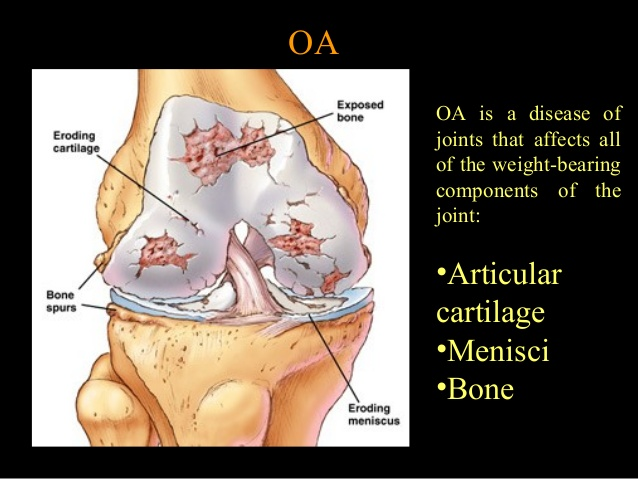 OA
Exposed
bone
Eroding
cartilage
Bone
spurs
Eroding
meniscus
OA is a disease of
joints that affects all
of the weight-bearing
components of the
joint:
•Articular
cartilage
•Menisci
•Bone